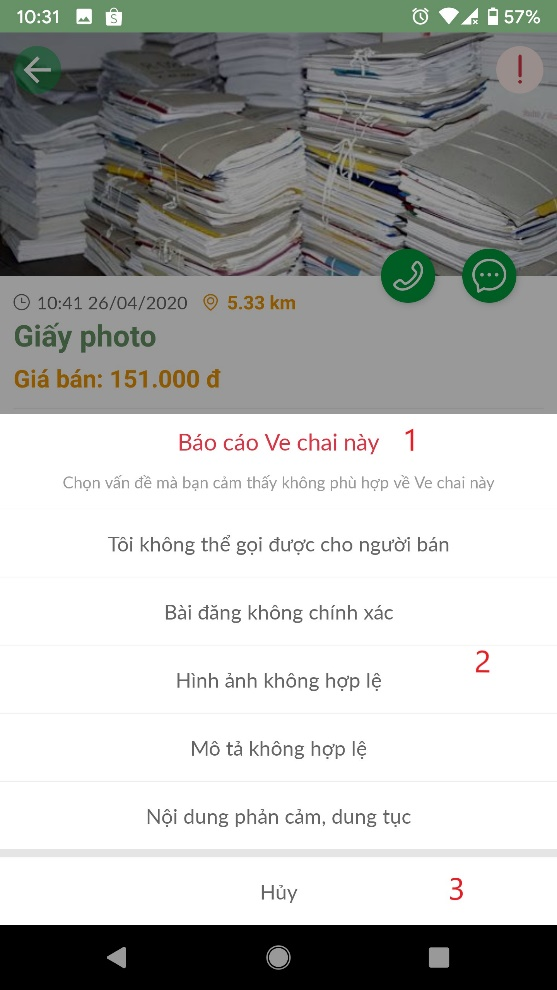 10:31
57%
10:41 26/04/2020 5.33 km
Giấy photo
Giá bán: 151.000 đ
Báo cáo Ve chai này 1
Chọn vấn đề mà bạn cảm thấy không phù hợp về Ve chai này
Tôi không thể gọi được cho người bán
Bài đăng không chính xác
2
Hình ảnh không hợp lệ
Mô tả không hợp lệ
Nội dung phản cảm, dung tục
Hủy 3